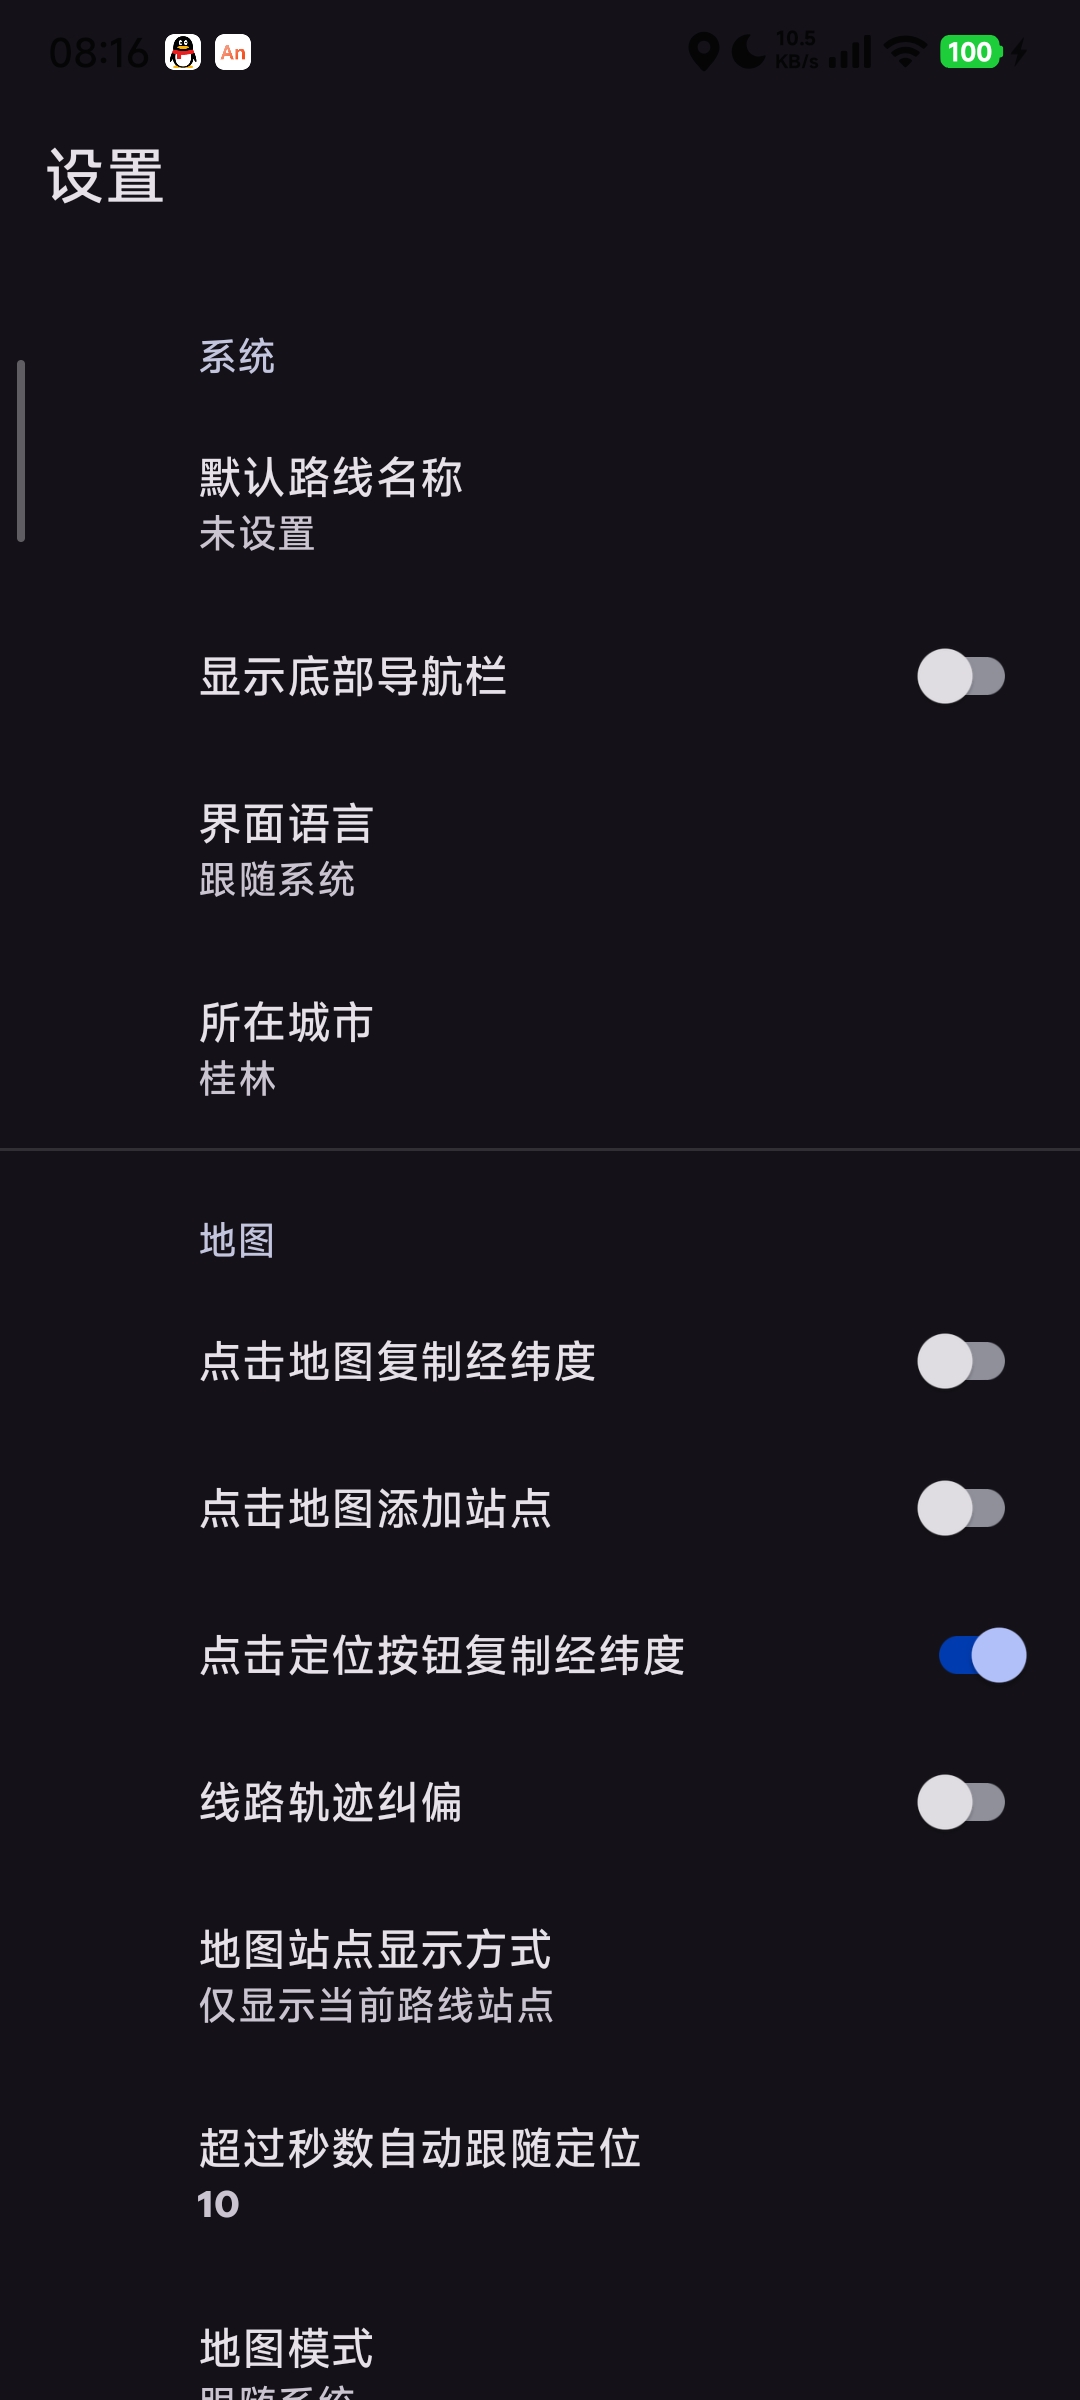 08:16
An
10.5
KB/s
100
设置
系统
默认路线名称
未设置
显示底部导航栏
界面语言
跟随系统
所在城市
桂林
地图
点击地图复制经纬度
点击地图添加站点
点击定位按钮复制经纬度
线路轨迹纠偏
地图站点显示方式
仅显示当前路线站点
超过秒数自动跟随定位
10
地图模式
跟随系统